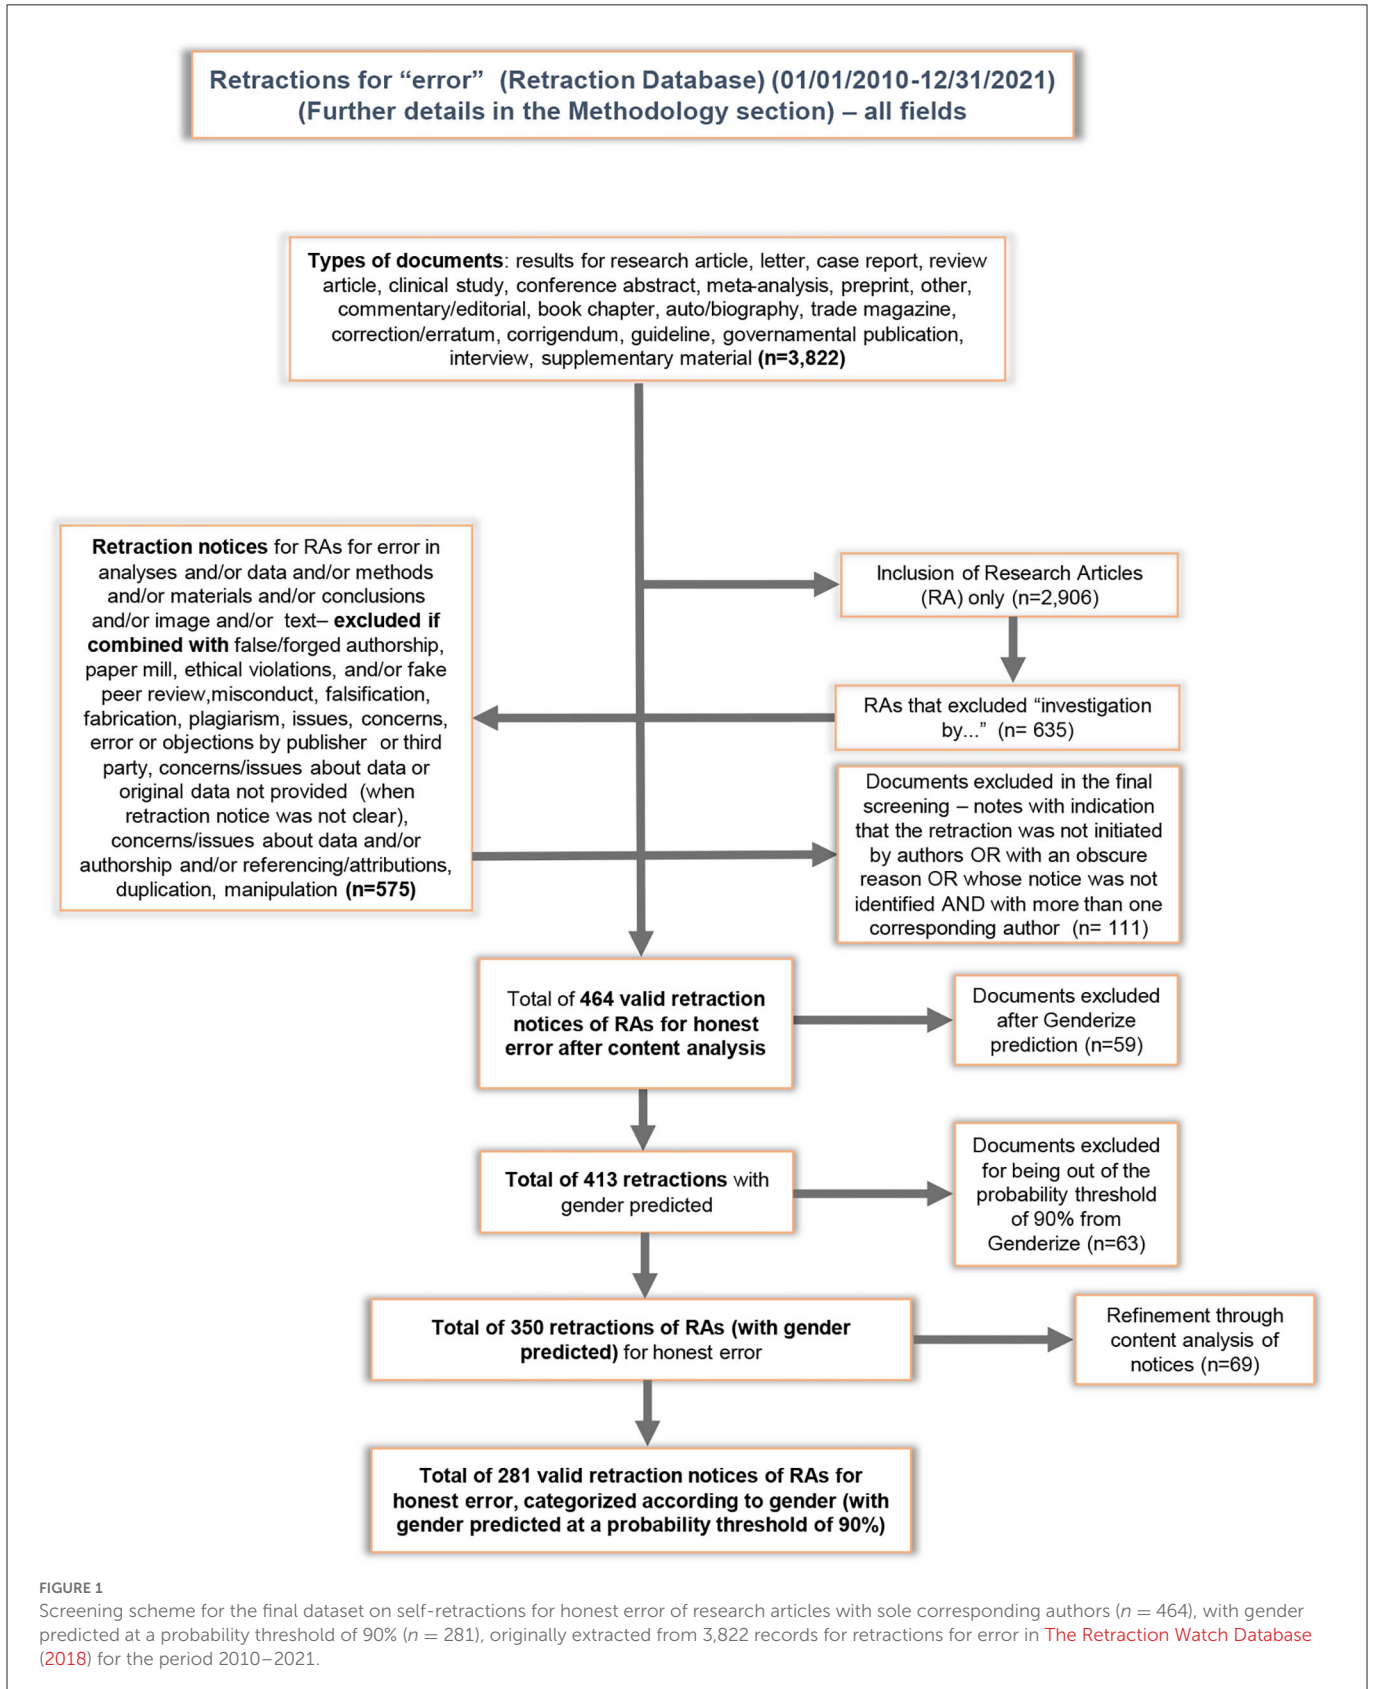 Retractions for “error” (Retraction Database) (01/01/2010-12/31/2021)
(Further details in the Methodology section) – all fields
Types of documents: results for research article, letter, case report, review
article, clinical study, conference abstract, meta-analysis, preprint, other,
commentary/editorial, book chapter, auto/biography, trade magazine,
correction/erratum, corrigendum, guideline, governamental publication,
interview, supplementary material (n=3,822)
Inclusion of Research Articles
(RA) only (n=2,906)
RAs that excluded “investigation
by...” (n= 635)
Retraction notices for RAs for error in
analyses and/or data and/or methods
and/or materials and/or conclusions
and/or image and/or text– excluded if
combined with false/forged authorship,
paper mill, ethical violations, and/or fake
peer review,misconduct, falsification,
fabrication, plagiarism, issues, concerns,
error or objections by publisher or third
party, concerns/issues about data or
original data not provided (when
retraction notice was not clear),
concerns/issues about data and/or
authorship and/or referencing/attributions,
duplication, manipulation (n=575)
Documents excluded in the final
screening – notes with indication
that the retraction was not initiated
by authors OR with an obscure
reason OR whose notice was not
identified AND with more than one
corresponding author (n= 111)
Total of 464 valid retraction
notices of RAs for honest
error after content analysis
Documents excluded
after Genderize
prediction (n=59)
Total of 413 retractions with
gender predicted
Documents excluded
for being out of the
probability threshold
of 90% from
Genderize (n=63)
Total of 350 retractions of RAs (with gender
predicted) for honest error
Refinement through
content analysis of
notices (n=69)
Total of 281 valid retraction notices of RAs for
honest error, categorized according to gender (with
gender predicted at a probability threshold of 90%)
FIGURE 1
Screening scheme for the final dataset on self-retractions for honest error of research articles with sole corresponding authors (n = 464), with gender
predicted at a probability threshold of 90% (n = 281), originally extracted from 3,822 records for retractions for error in The Retraction Watch Database
(2018) for the period 2010–2021.